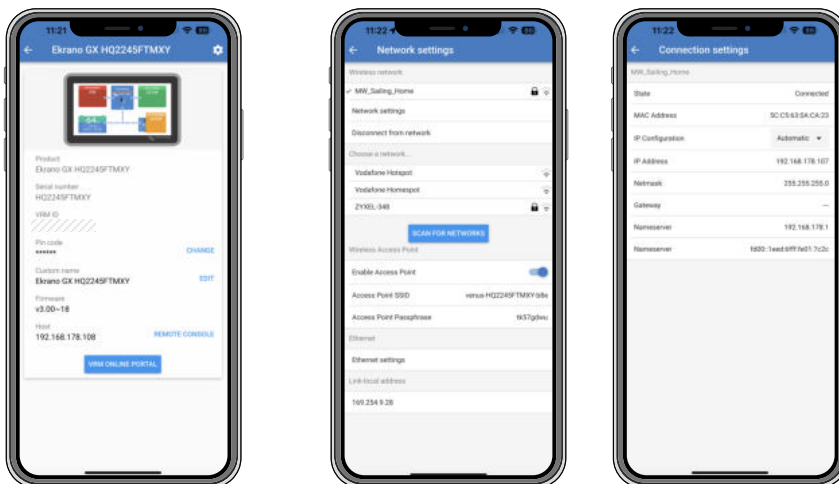 11:21
Ekrano GX HQ2245FTMXY
Product
Ekrano GX HQ2245FTMXY
Serial number
HQ2245FTMXY
VRM ID
Pin code
•••••• CHANGE
Custom name
Ekrano GX HQ2245FTMXY EDIT
Firmware
v3.00~18
Host
192.168.178.108 REMOTE CONSOLE
VRM ONLINE PORTAL
11:22
Network settings
Wireless network
MW_Sailing_Home
Network settings
Disconnect from network
Choose a network...
Vodafone Hotspot
Vodafone Homespot
ZYXEL-348
SCAN FOR NETWORKS
Wireless Access Point
Enable Access Point
Access Point SSID venus-HQ2245FTMXY-b8e
Access Point Passphrase
Ethernet
Ethernet settings
Link-local address
169.254.9.28
11:22
Connection settings
MW_Sailing_Home
State Connected
MAC Address 5C:C5:63:5A:CA:23
IP Configuration Automatic
IP Address 192.168.178.107
Netmask 255.255.255.0
Gateway ---
Nameserver 192.168.178.1
Nameserver